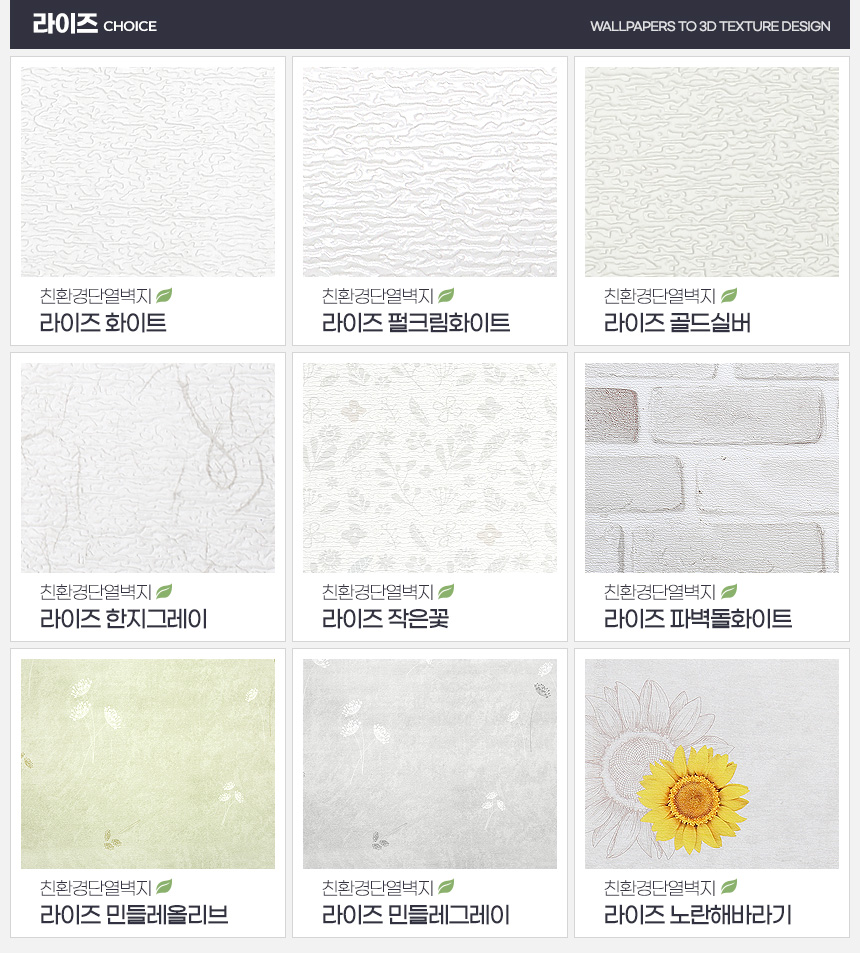 라이즈 CHOICE
WALLPAPERS TO 3D TEXTURE DESIGN
친환경단열벽지
라이즈 화이트
친환경단열벽지
라이즈 펄크림화이트
친환경단열벽지
라이즈 골드실버
친환경단열벽지
라이즈 한지그레이
친환경단열벽지
라이즈 작은꽃
친환경단열벽지
라이즈 파벽돌화이트
친환경단열벽지
라이즈 민들레올리브
친환경단열벽지
라이즈 민들레그레이
친환경단열벽지
라이즈 노란해바라기